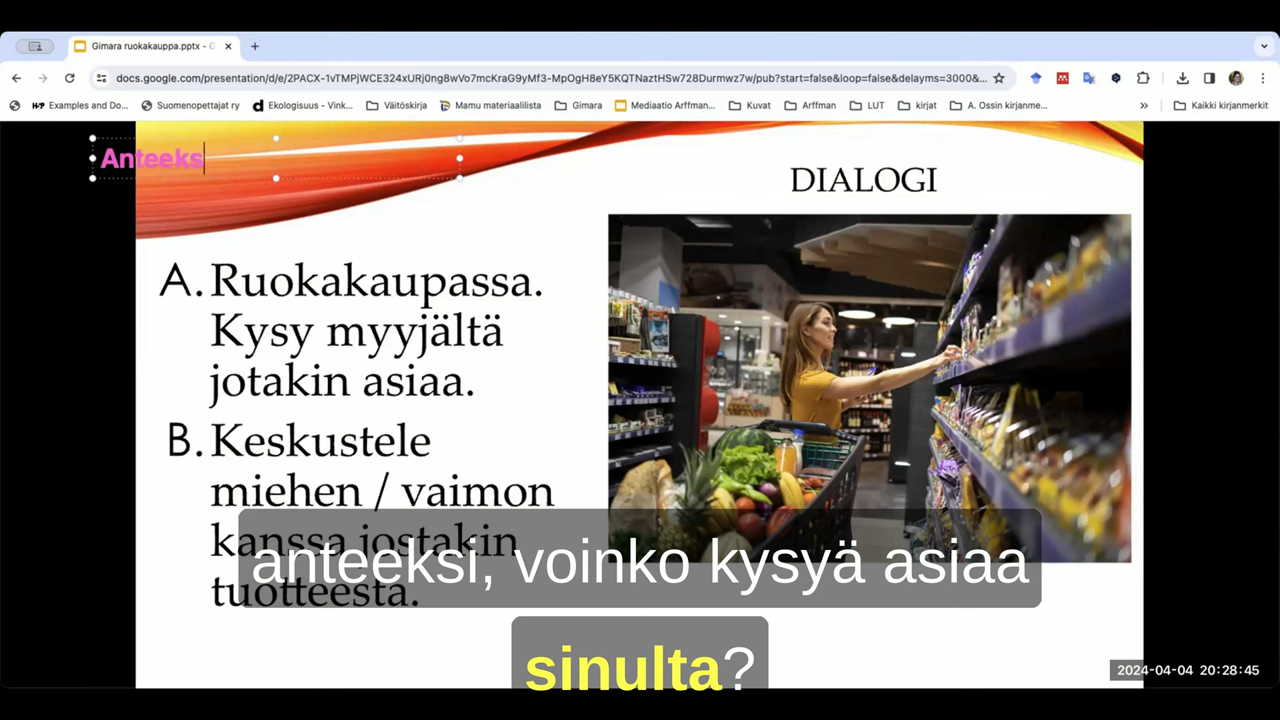 Gimara ruokakauppa.pptx - G
docs.google.com/presentation/d/e/2PACX-1vTMPjWCE324xURj0ng8wVo7mcKraG9yMf3-MpOgH8eY5KQTNaztHSw728Durmwz7w/pub?start=false&loop=false&delayms=3000&...
Examples and Do... Suomenopettajat ry Ekologisuus - Vink... Väitöskirja Mamu materiaalilista Gimara Mediaatio Arffman... Kuvat Arffman LUT kirjat A. Ossin kirjanme... » Kaikki kirjanmerkit
Anteeks
DIALOGI
A. Ruokakaupassa.
Kysy myyjältä
jotakin asiaa.
B. Keskustele
miehen / vaimon
kanssa jostakin
tuotteesta.
anteeksi, voinko kysyä asiaa
sinulta?
2024-04-04 20:28:45